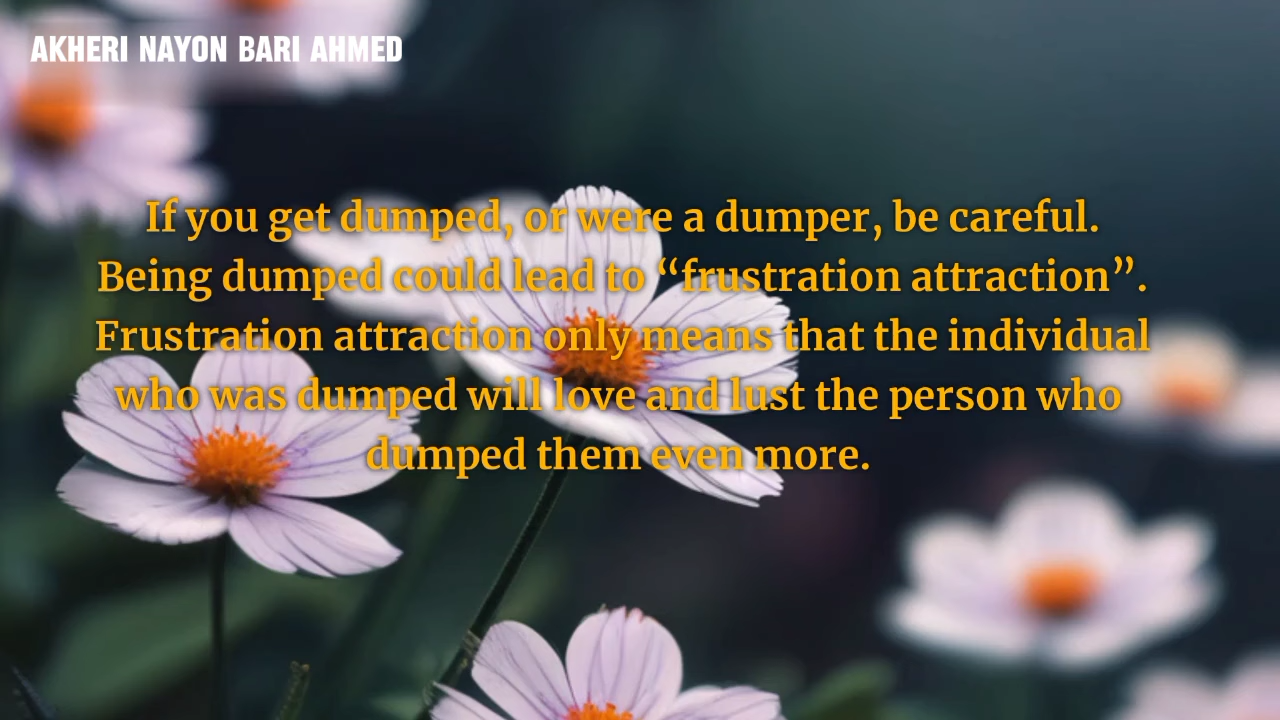 AKHERI NAYON BARI AHMED
If you get dumped, or were a dumper, be careful.
Being dumped could lead to “frustration attraction”.
Frustration attraction only means that the individual
who was dumped will love and lust the person who
dumped them even more.